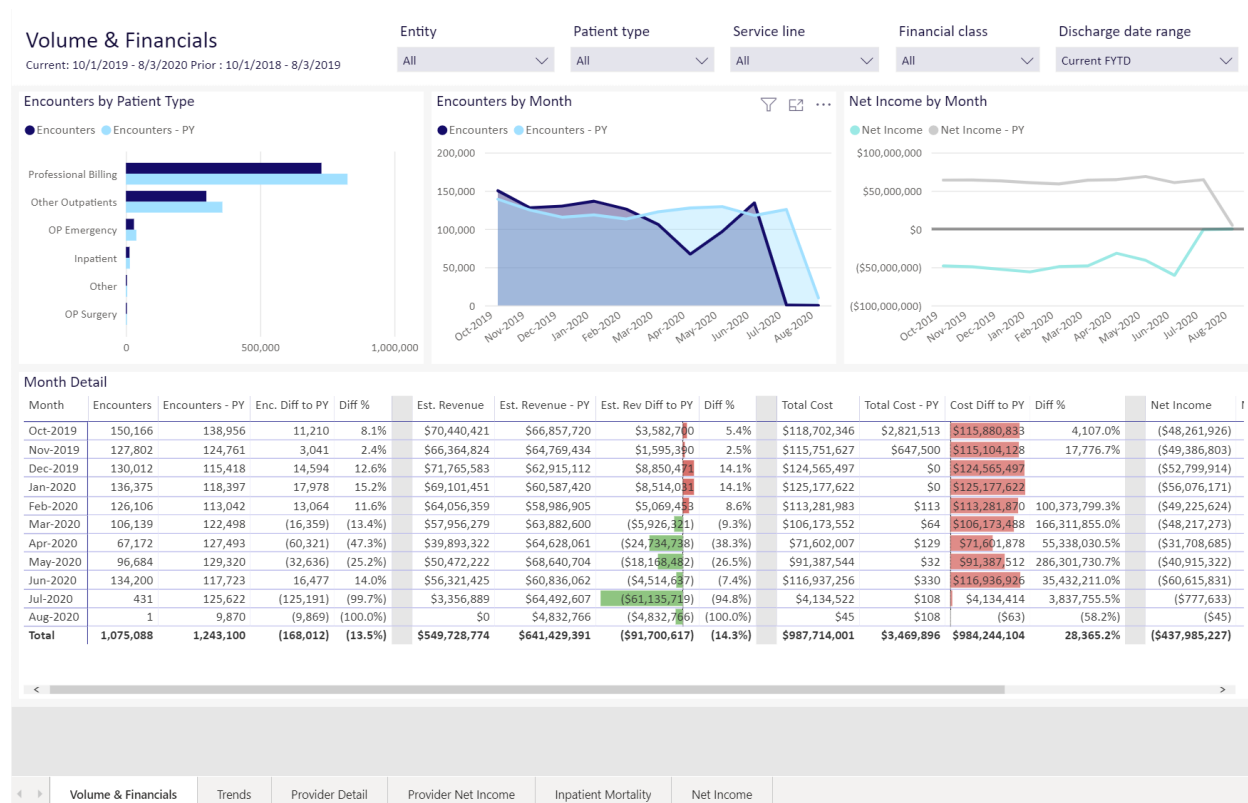 Volume & Financials
Current: 10/1/2019 - 8/3/2020 Prior : 10/1/2018 - 8/3/2019
Entity
All
Patient type
All
Service line
All
Financial class
All
Discharge date range
Current FYTD
Encounters by Patient Type
Encounters Encounters - PY
Professional Billing
Other Outpatients
OP Emergency
Inpatient
Other
OP Surgery
0 500,000 1,000,000
Encounters by Month
Encounters Encounters - PY
200,000
150,000
100,000
50,000
0
Oct-2019 Nov-2019 Dec-2019 Jan-2020 Feb-2020 Mar-2020 Apr-2020 May-2020 Jun-2020 Jul-2020 Aug-2020
Net Income by Month
Net Income Net Income - PY
$100,000,000
$50,000,000
$0
($50,000,000)
($100,000,000)
Oct-2019 Nov-2019 Dec-2019 Jan-2020 Feb-2020 Mar-2020 Apr-2020 May-2020 Jun-2020 Jul-2020 Aug-2020
Month Detail
Month Encounters Encounters - PY Enc. Diff to PY Diff % Est. Revenue Est. Revenue - PY Est. Rev Diff to PY Diff % Total Cost Total Cost - PY Cost Diff to PY Diff % Net Income
Oct-2019 150,166 138,956 11,210 8.1% $70,440,421 $66,857,720 $3,582,700 5.4% $118,702,346 $2,821,513 $115,880,833 4,107.0% ($48,261,926)
Nov-2019 127,802 124,761 3,041 2.4% $66,364,824 $64,769,434 $1,595,390 2.5% $115,751,627 $647,500 $115,104,128 17,776.7% ($49,386,803)
Dec-2019 130,012 115,418 14,594 12.6% $71,765,583 $62,915,112 $8,850,471 14.1% $124,565,497 $0 $124,565,497 ($52,799,914)
Jan-2020 136,375 118,397 17,978 15.2% $69,101,451 $60,587,420 $8,514,031 14.1% $125,177,622 $0 $125,177,622 ($56,076,171)
Feb-2020 126,106 113,042 13,064 11.6% $64,056,359 $58,986,905 $5,069,453 8.6% $113,281,983 $113 $113,281,870 100,373,799.3% ($49,225,624)
Mar-2020 106,139 122,498 (16,359) (13.4%) $57,956,279 $63,882,600 ($5,926,321) (9.3%) $106,173,552 $64 $106,173,488 166,311,855.0% ($48,217,273)
Apr-2020 67,172 127,493 (60,321) (47.3%) $39,893,322 $64,628,061 ($24,734,738) (38.3%) $71,602,007 $129 $71,601,878 55,338,034.5% ($31,708,685)
May-2020 96,684 129,320 (32,636) (25.2%) $50,472,222 $68,640,704 ($18,168,482) (26.5%) $91,387,544 $32 $91,387,512 286,301,730.7% ($40,915,322)
Jun-2020 134,200 117,723 16,477 14.0% $56,321,425 $60,836,062 ($4,514,637) (7.4%) $116,937,256 $330 $116,936,926 35,432,211.0% ($60,615,831)
Jul-2020 431 125,622 (125,191) (99.7%) $3,356,889 $64,492,607 ($61,135,719) (94.8%) $4,134,522 $108 $4,134,414 3,837,755.5% ($777,633)
Aug-2020 1 9,870 (9,869) (100.0%) $0 $4,832,766 ($4,832,766) (100.0%) $45 $108 ($63) (58.2%) ($45)
Total 1,075,088 1,243,100 (168,012) (13.5%) $549,728,774 $641,429,391 ($91,700,617) (14.3%) $987,714,001 $3,469,896 $984,244,104 28,365.2% ($437,985,227)
Volume & Financials Trends Provider Detail Provider Net Income Inpatient Mortality Net Income